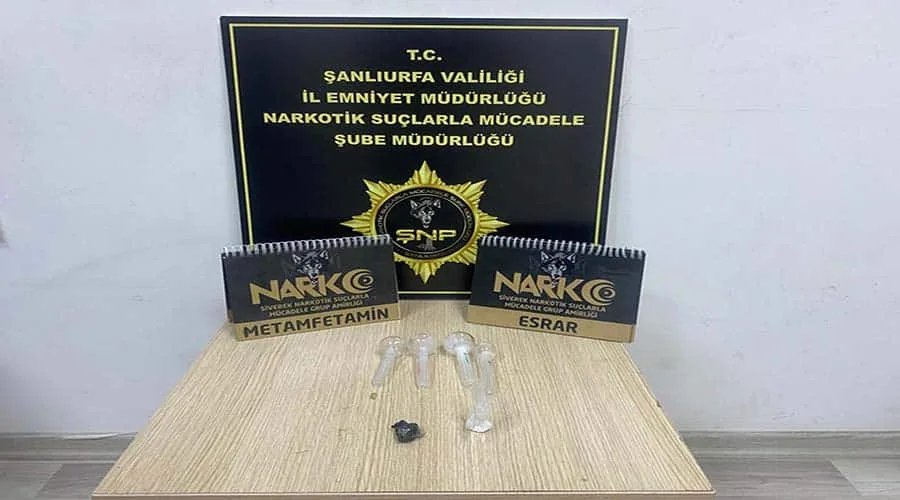 T.C.
ŞANLIURFA VALİLİĞİ
İL EMNİYET MÜDÜRLÜĞÜ
NARKOTİK SUÇLARLA MÜCADELE
ŞUBE MÜDÜRLÜĞÜ
ŞNP
NARKO
SİVEREK NARKOTİK SUÇLARLA
MÜCADELE GRUP AMİRLİĞİ
METAMFETAMİN
NARKO
SİVEREK NARKOTİK SUÇLARLA
MÜCADELE GRUP AMİRLİĞİ
ESRAR